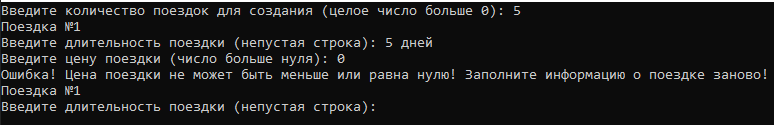 Введите количество поездок для создания (целое число больше 0): 5
Поездка №1
Введите длительность поездки (непустая строка): 5 дней
Введите цену поездки (число больше нуля): 0
Ошибка! Цена поездки не может быть меньше или равна нулю! Заполните информацию о поездке заново!
Поездка №1
Введите длительность поездки (непустая строка):